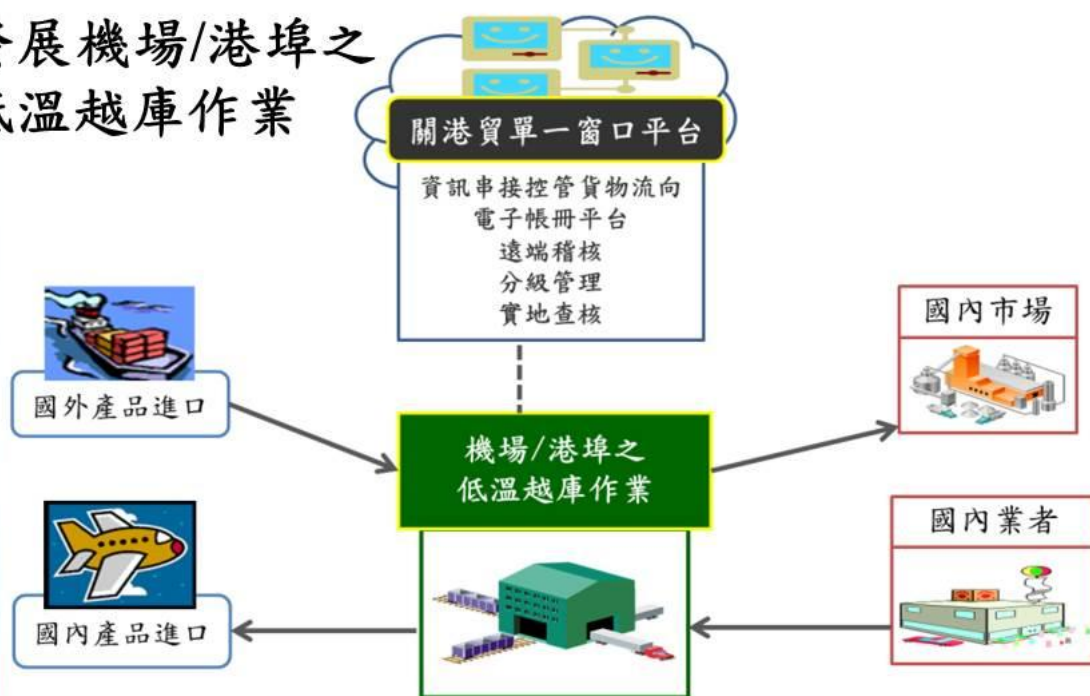 發展機場/港埠之
低溫越庫作業
關港貿單一窗口平台
資訊串接控管貨物流向
電子帳冊平台
遠端稽核
分級管理
實地查核
國外產品進口
國內市場
機場/港埠之
低溫越庫作業
國內產品進口
國內業者